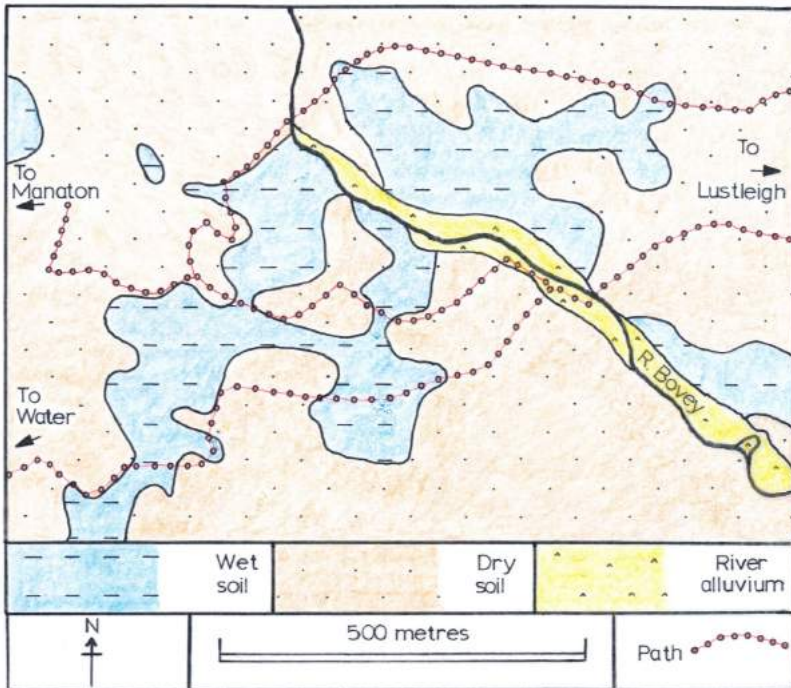 To
Manaton
To
Lustleigh
To
Water
R. Bovey
Wet
soil
Dry
soil
River
alluvium
N
500 metres
Path